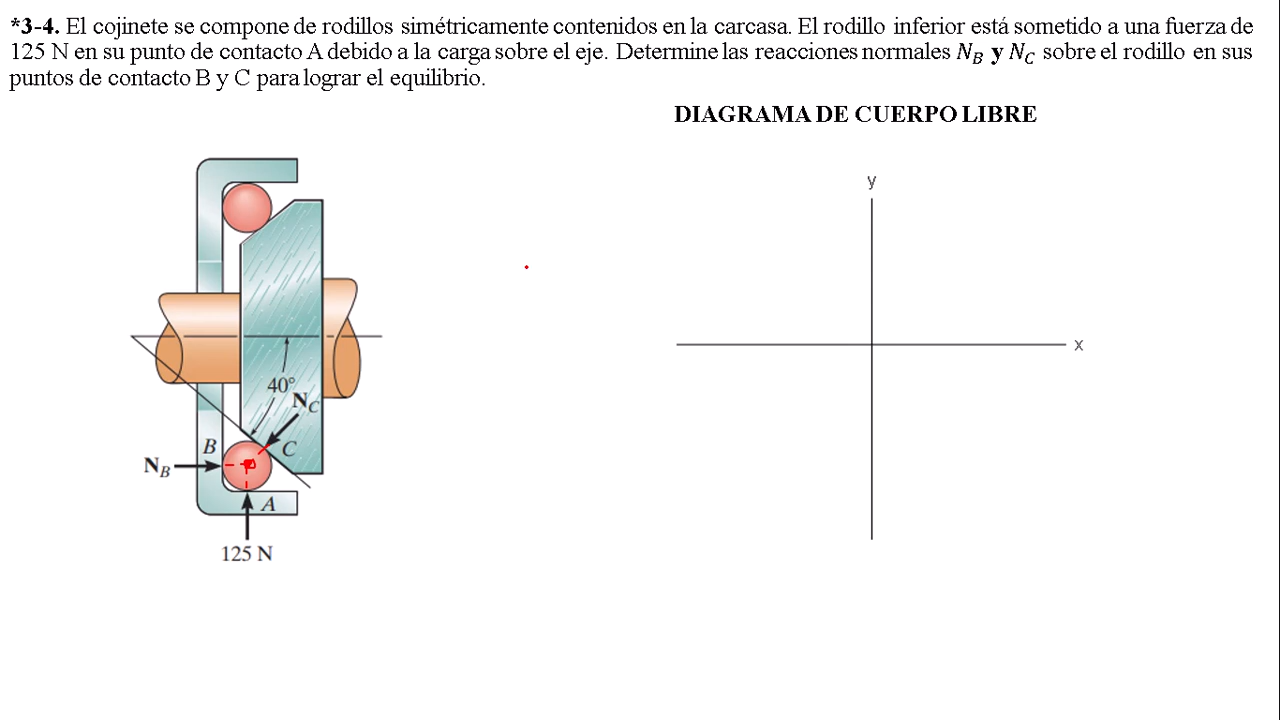 *3-4. El cojinete se compone de rodillos simétricamente contenidos en la carcasa. El rodillo inferior está sometido a una fuerza de
125 N en su punto de contacto A debido a la carga sobre el eje. Determine las reacciones normales N_B y N_C sobre el rodillo en sus
puntos de contacto B y C para lograr el equilibrio.
DIAGRAMA DE CUERPO LIBRE
y
x
40°
N_C
B
C
N_B
A
125 N